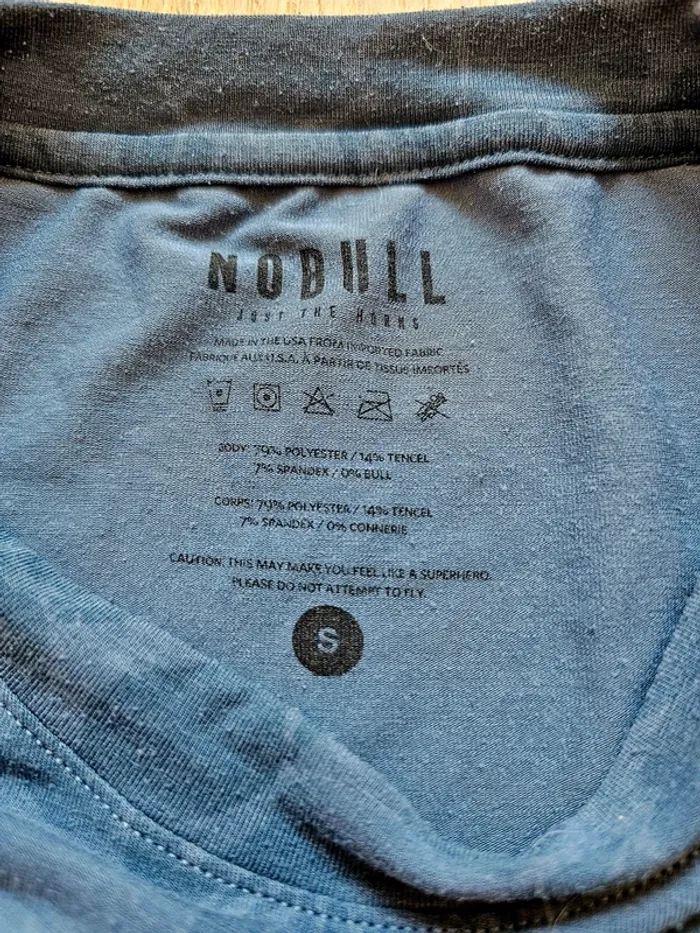 NOBULL
JUST THE HORNS
MADE IN THE USA FROM IMPORTED FABRIC
FABRIQUÉ AUX U.S.A. À PARTIR DE TISSUS IMPORTÉS
BODY: 79% POLYESTER / 14% TENCEL
7% SPANDEX / 0% BULL
CORPS: 79% POLYESTER / 14% TENCEL
7% SPANDEX / 0% CONNERIE
CAUTION: THIS MAY MAKE YOU FEEL LIKE A SUPERHERO.
PLEASE DO NOT ATTEMPT TO FLY.
S